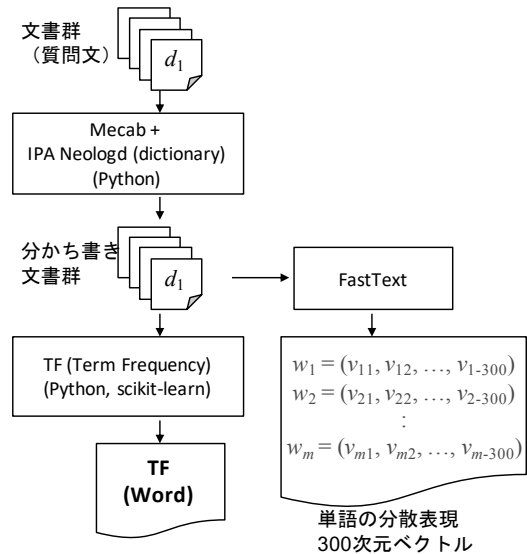 文書群
（質問文）
d₁
Mecab +
IPA Neologd (dictionary)
(Python)
分かち書き
文書群
d₁
FastText
TF (Term Frequency)
(Python, scikit-learn)
w₁ = (v₁₁, v₁₂, …, v₁₋₃₀₀)
w₂ = (v₂₁, v₂₂, …, v₂₋₃₀₀)
:
wₘ = (vₘ₁, vₘ₂, …, vₘ₋₃₀₀)
TF
(Word)
単語の分散表現
300次元ベクトル